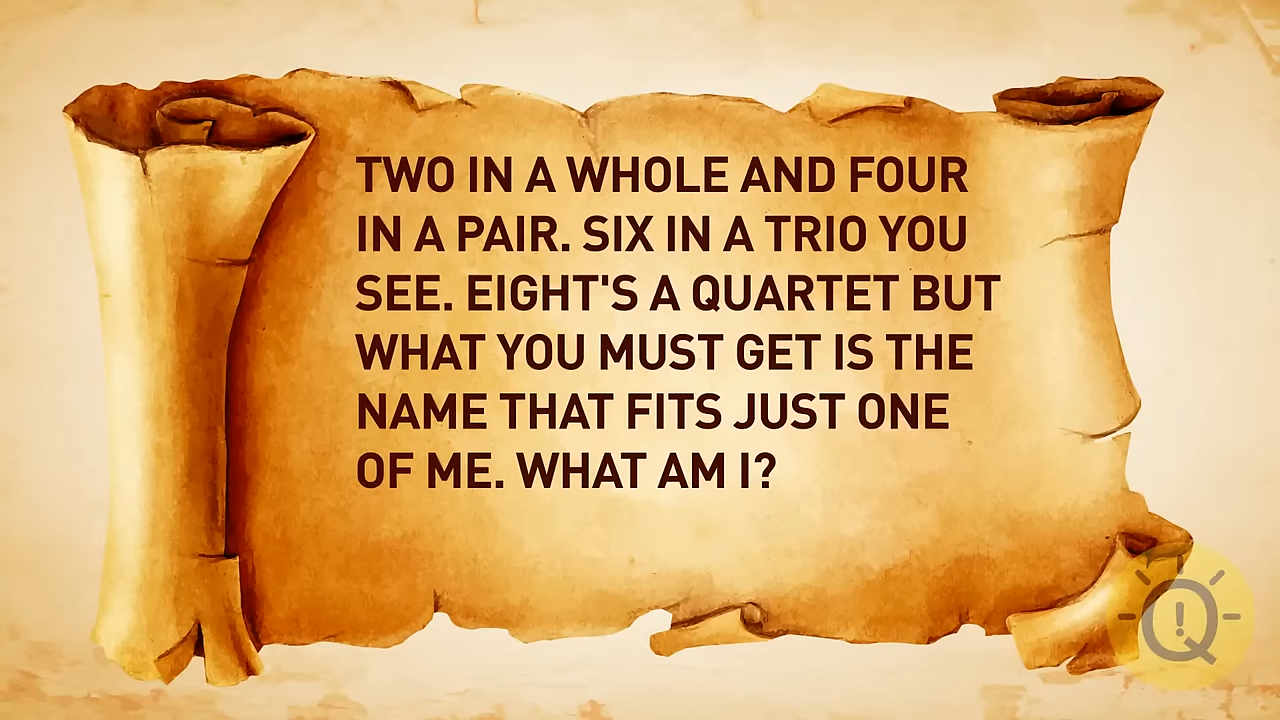 TWO IN A WHOLE AND FOUR
IN A PAIR. SIX IN A TRIO YOU
SEE. EIGHT'S A QUARTET BUT
WHAT YOU MUST GET IS THE
NAME THAT FITS JUST ONE
OF ME. WHAT AM I?